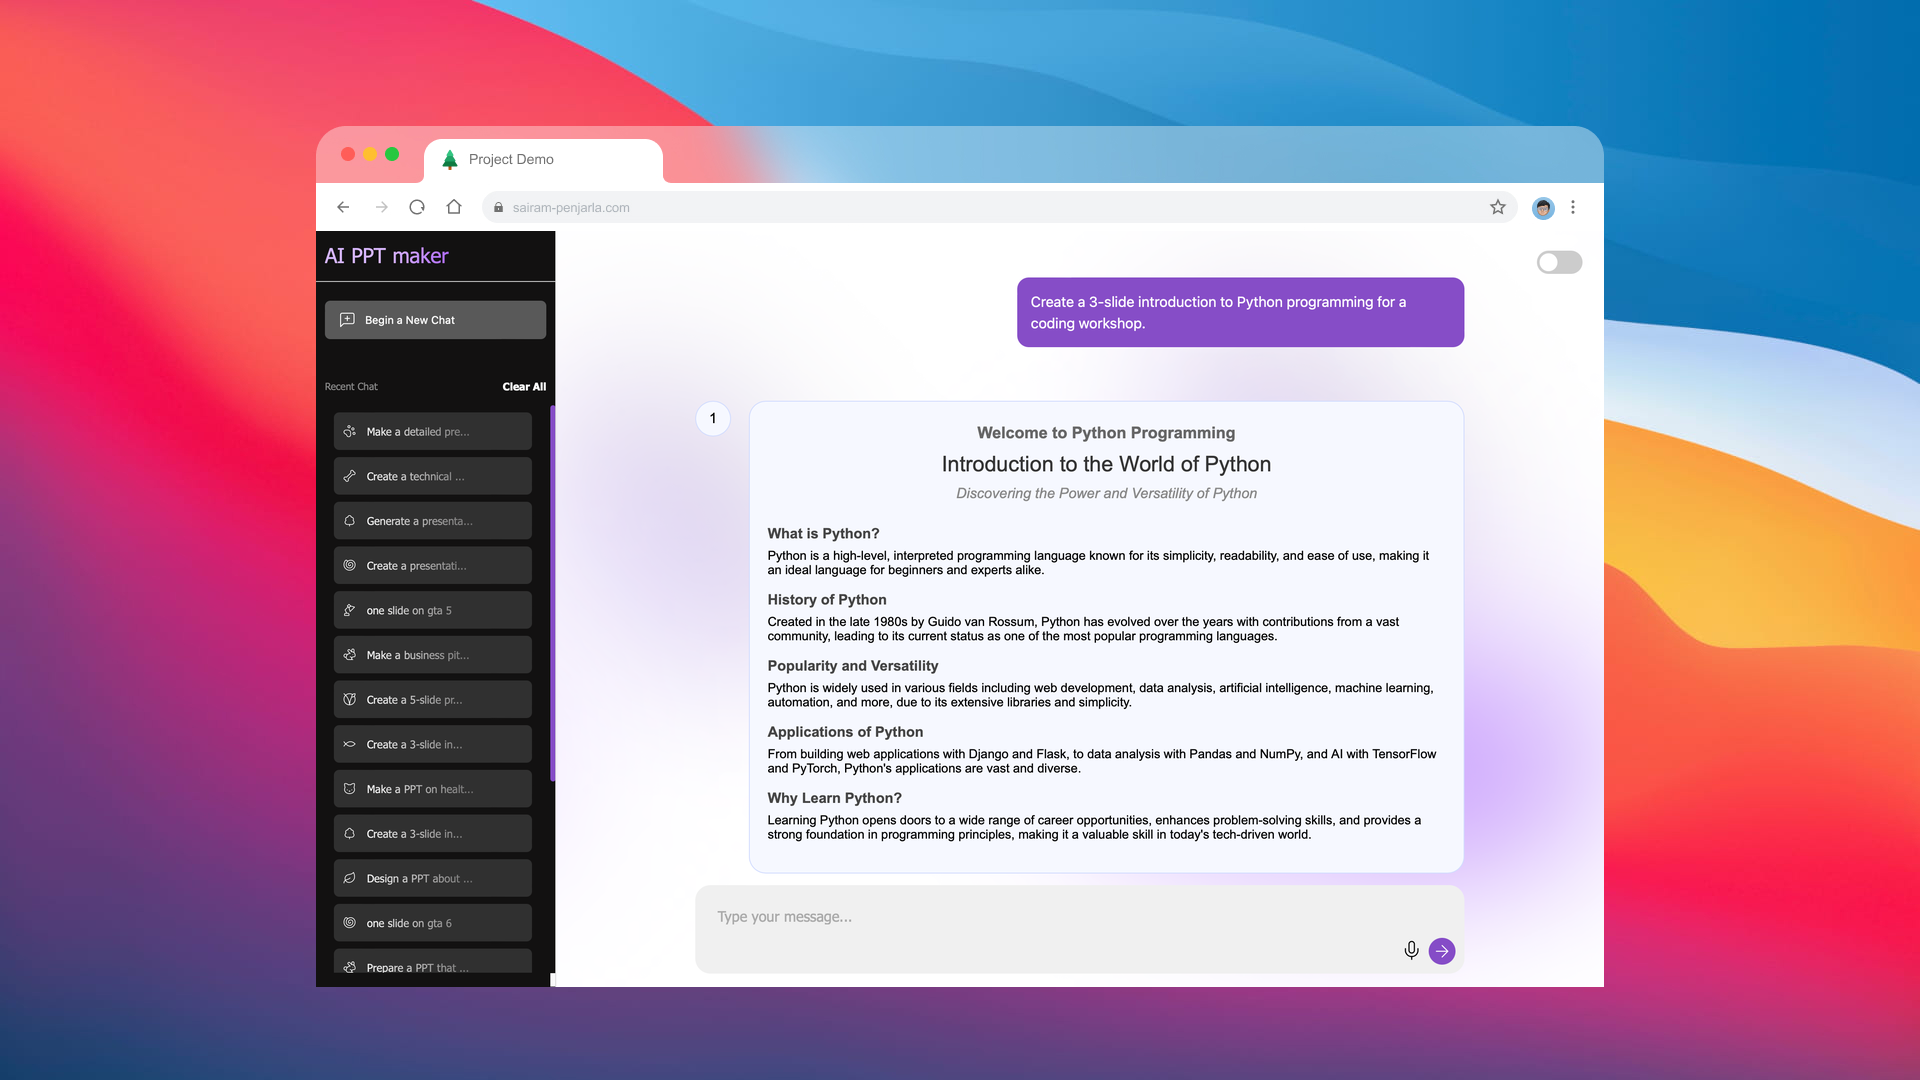 Project Demo
sairam-penjarla
AI PPT maker
Begin a New Chat
Recent Chat
Clear All
Make a detailed pre...
Create a technical ...
Generate a presenta...
Create a presentati...
one slide on gta 5
Make a business pit...
Create a 5-slide pr...
Create a 3-slide in...
Make a PPT on healt...
Create a 3-slide in...
Design a PPT about ...
one slide on gta 6
Prepare a PPT that ...
Create a 3-slide introduction to Python programming for a
coding workshop.
1
Welcome to Python Programming
Introduction to the World of Python
Discovering the Power and Versatility of Python
What is Python?
Python is a high-level, interpreted programming language known for its simplicity, readability, and ease of use, making it
an ideal language for beginners and experts alike.
History of Python
Created in the late 1980s by Guido van Rossum, Python has evolved over the years with contributions from a vast
community, leading to its current status as one of the most popular programming languages.
Popularity and Versatility
Python is widely used in various fields including web development, data analysis, artificial intelligence, machine learning,
automation, and more, due to its extensive libraries and simplicity.
Applications of Python
From building web applications with Django and Flask, to data analysis with Pandas and NumPy, and AI with TensorFlow
and PyTorch, Python's applications are vast and diverse.
Why Learn Python?
Learning Python opens doors to a wide range of career opportunities, enhances problem-solving skills, and provides a
strong foundation in programming principles, making it a valuable skill in today's tech-driven world.
Type your message...